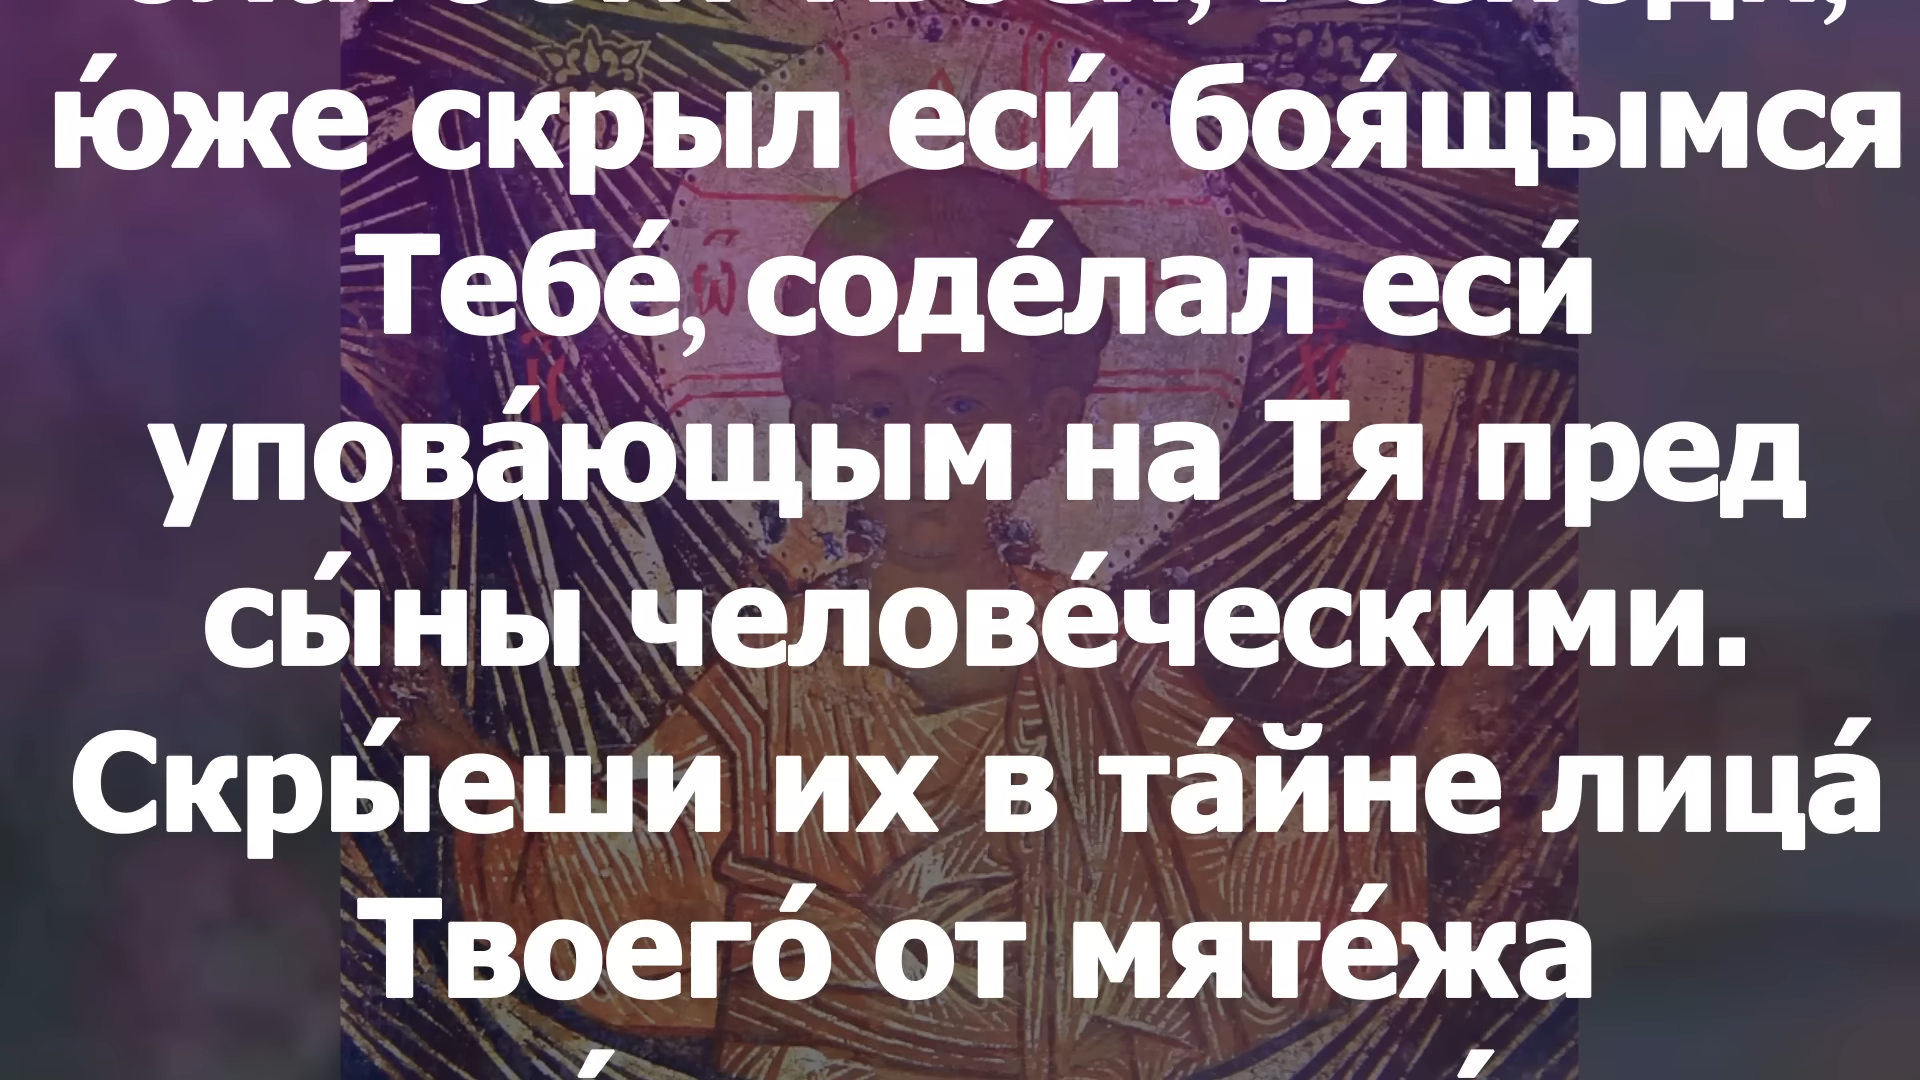 ю́же скрыл еси́ боя́щымся
Тебе́, соде́лал еси́
упова́ющым на Тя пред
сы́ны челове́ческими.
Скры́еши их в та́йне лица́
Твоего́ от мяте́жа